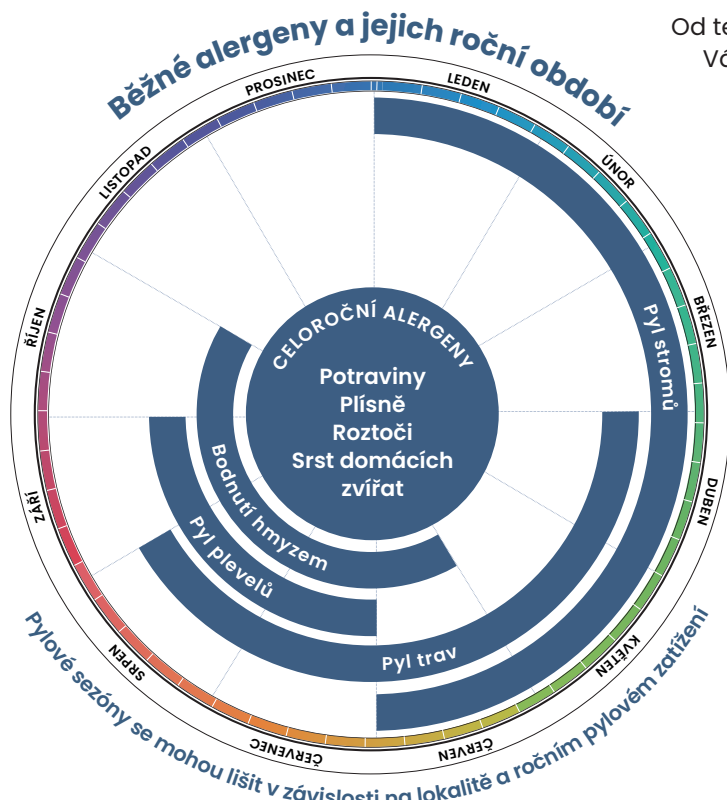 Běžné alergeny a jejich roční období
Od te
Vá
LEDEN
ÚNOR
BŘEZEN
DUBEN
KVĚTEN
ČERVEN
ČERVENEC
SRPEN
ZÁŘÍ
ŘÍJEN
LISTOPAD
PROSINEC
CELOROČNÍ ALERGENY
Potraviny
Plísně
Roztoči
Srst domácích
zvířat
Pyl stromů
Bodnutí hmyzem
Pyl plevelů
Pyl trav
Pylové sezóny se mohou lišit v závislosti na lokalitě a ročním pylovém zatížení